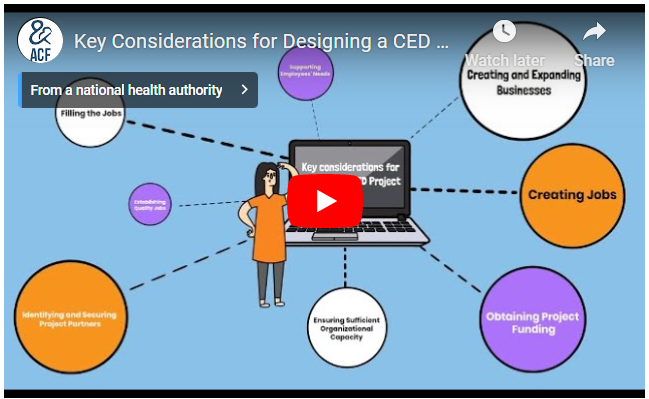 ACF
Key Considerations for Designing a CED ...
Watch later
Share
From a national health authority
Supporting
Employees' Needs
Creating and Expanding
Businesses
Filling the Jobs
Key considerations for
ED Project
Creating Jobs
Establishing
Quality Jobs
Identifying and Securing
Project Partners
Ensuring Sufficient
Organizational
Capacity
Obtaining Project
Funding